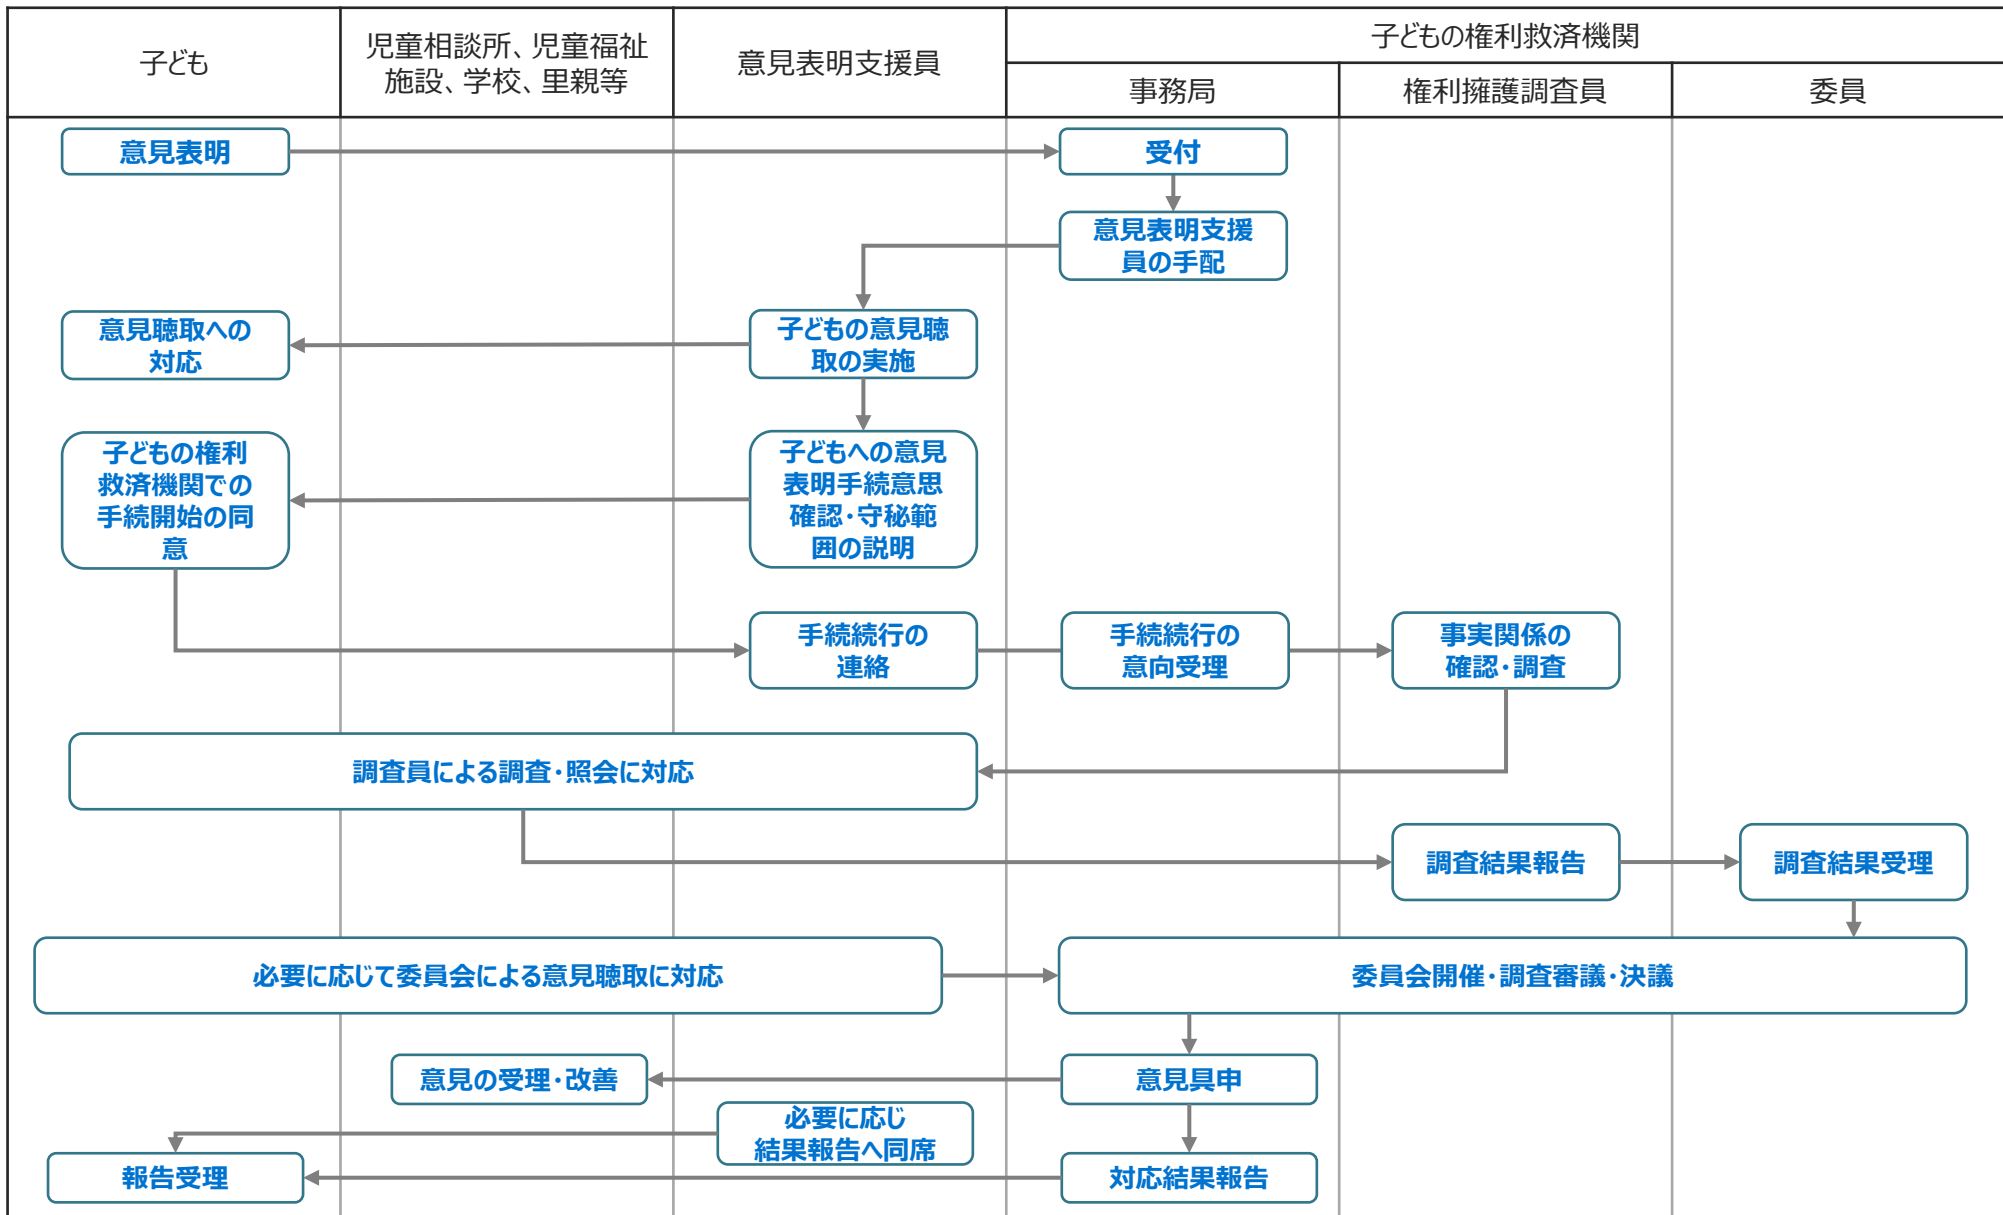 子ども
児童相談所、児童福祉
施設、学校、里親等
意見表明支援員
子どもの権利救済機関
事務局
権利擁護調査員
委員
意見表明
受付
意見表明支援
員の手配
意見聴取への
対応
子どもの意見聴
取の実施
子どもの権利
救済機関での
手続開始の同
意
子どもへの意見
表明手続意思
確認・守秘範
囲の説明
手続続行の
連絡
手続続行の
意向受理
事実関係の
確認・調査
調査員による調査・照会に対応
調査結果報告
調査結果受理
必要に応じて委員会による意見聴取に対応
委員会開催・調査審議・決議
意見の受理・改善
意見具申
必要に応じ
結果報告へ同席
報告受理
対応結果報告